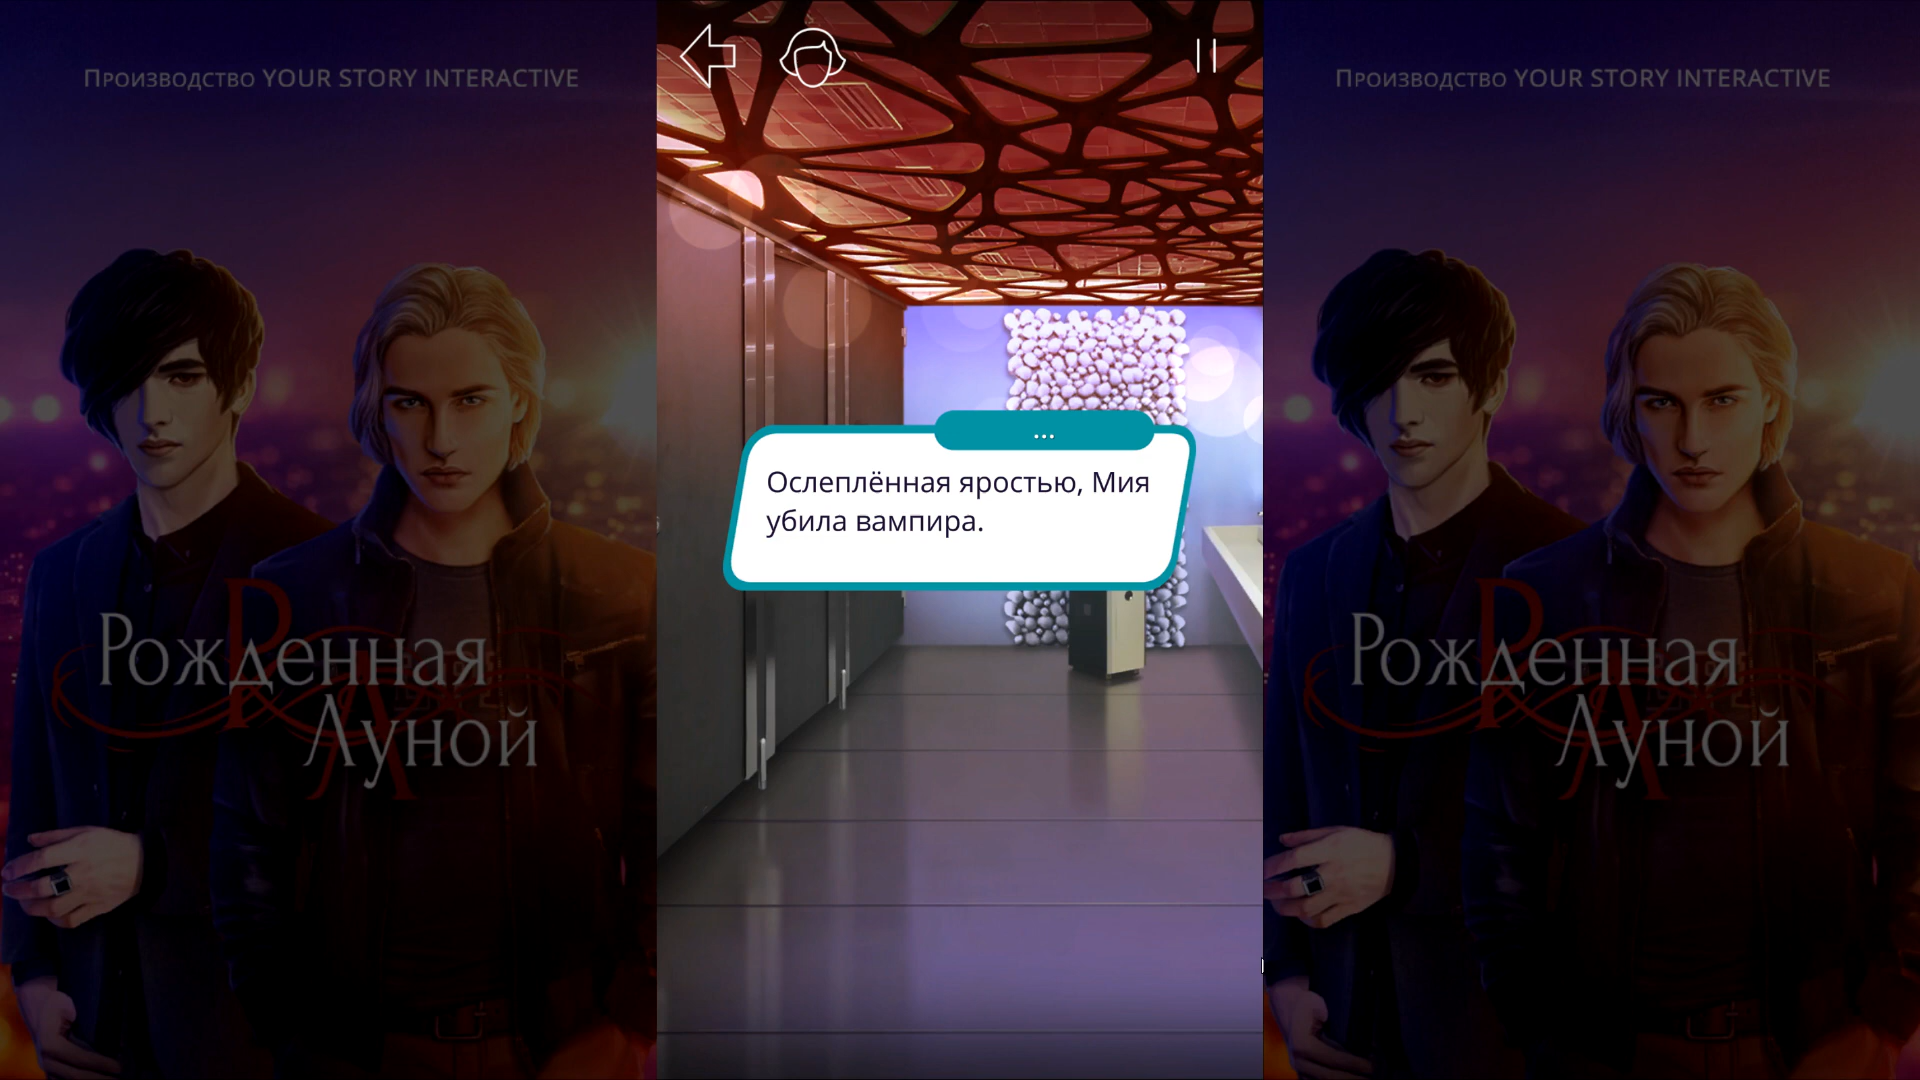 Производство YOUR STORY INTERACTIVE
Рожденная
Луной
...
Ослеплённая яростью, Мия
убила вампира.
Производство YOUR STORY INTERACTIVE
Рожденная
Луной